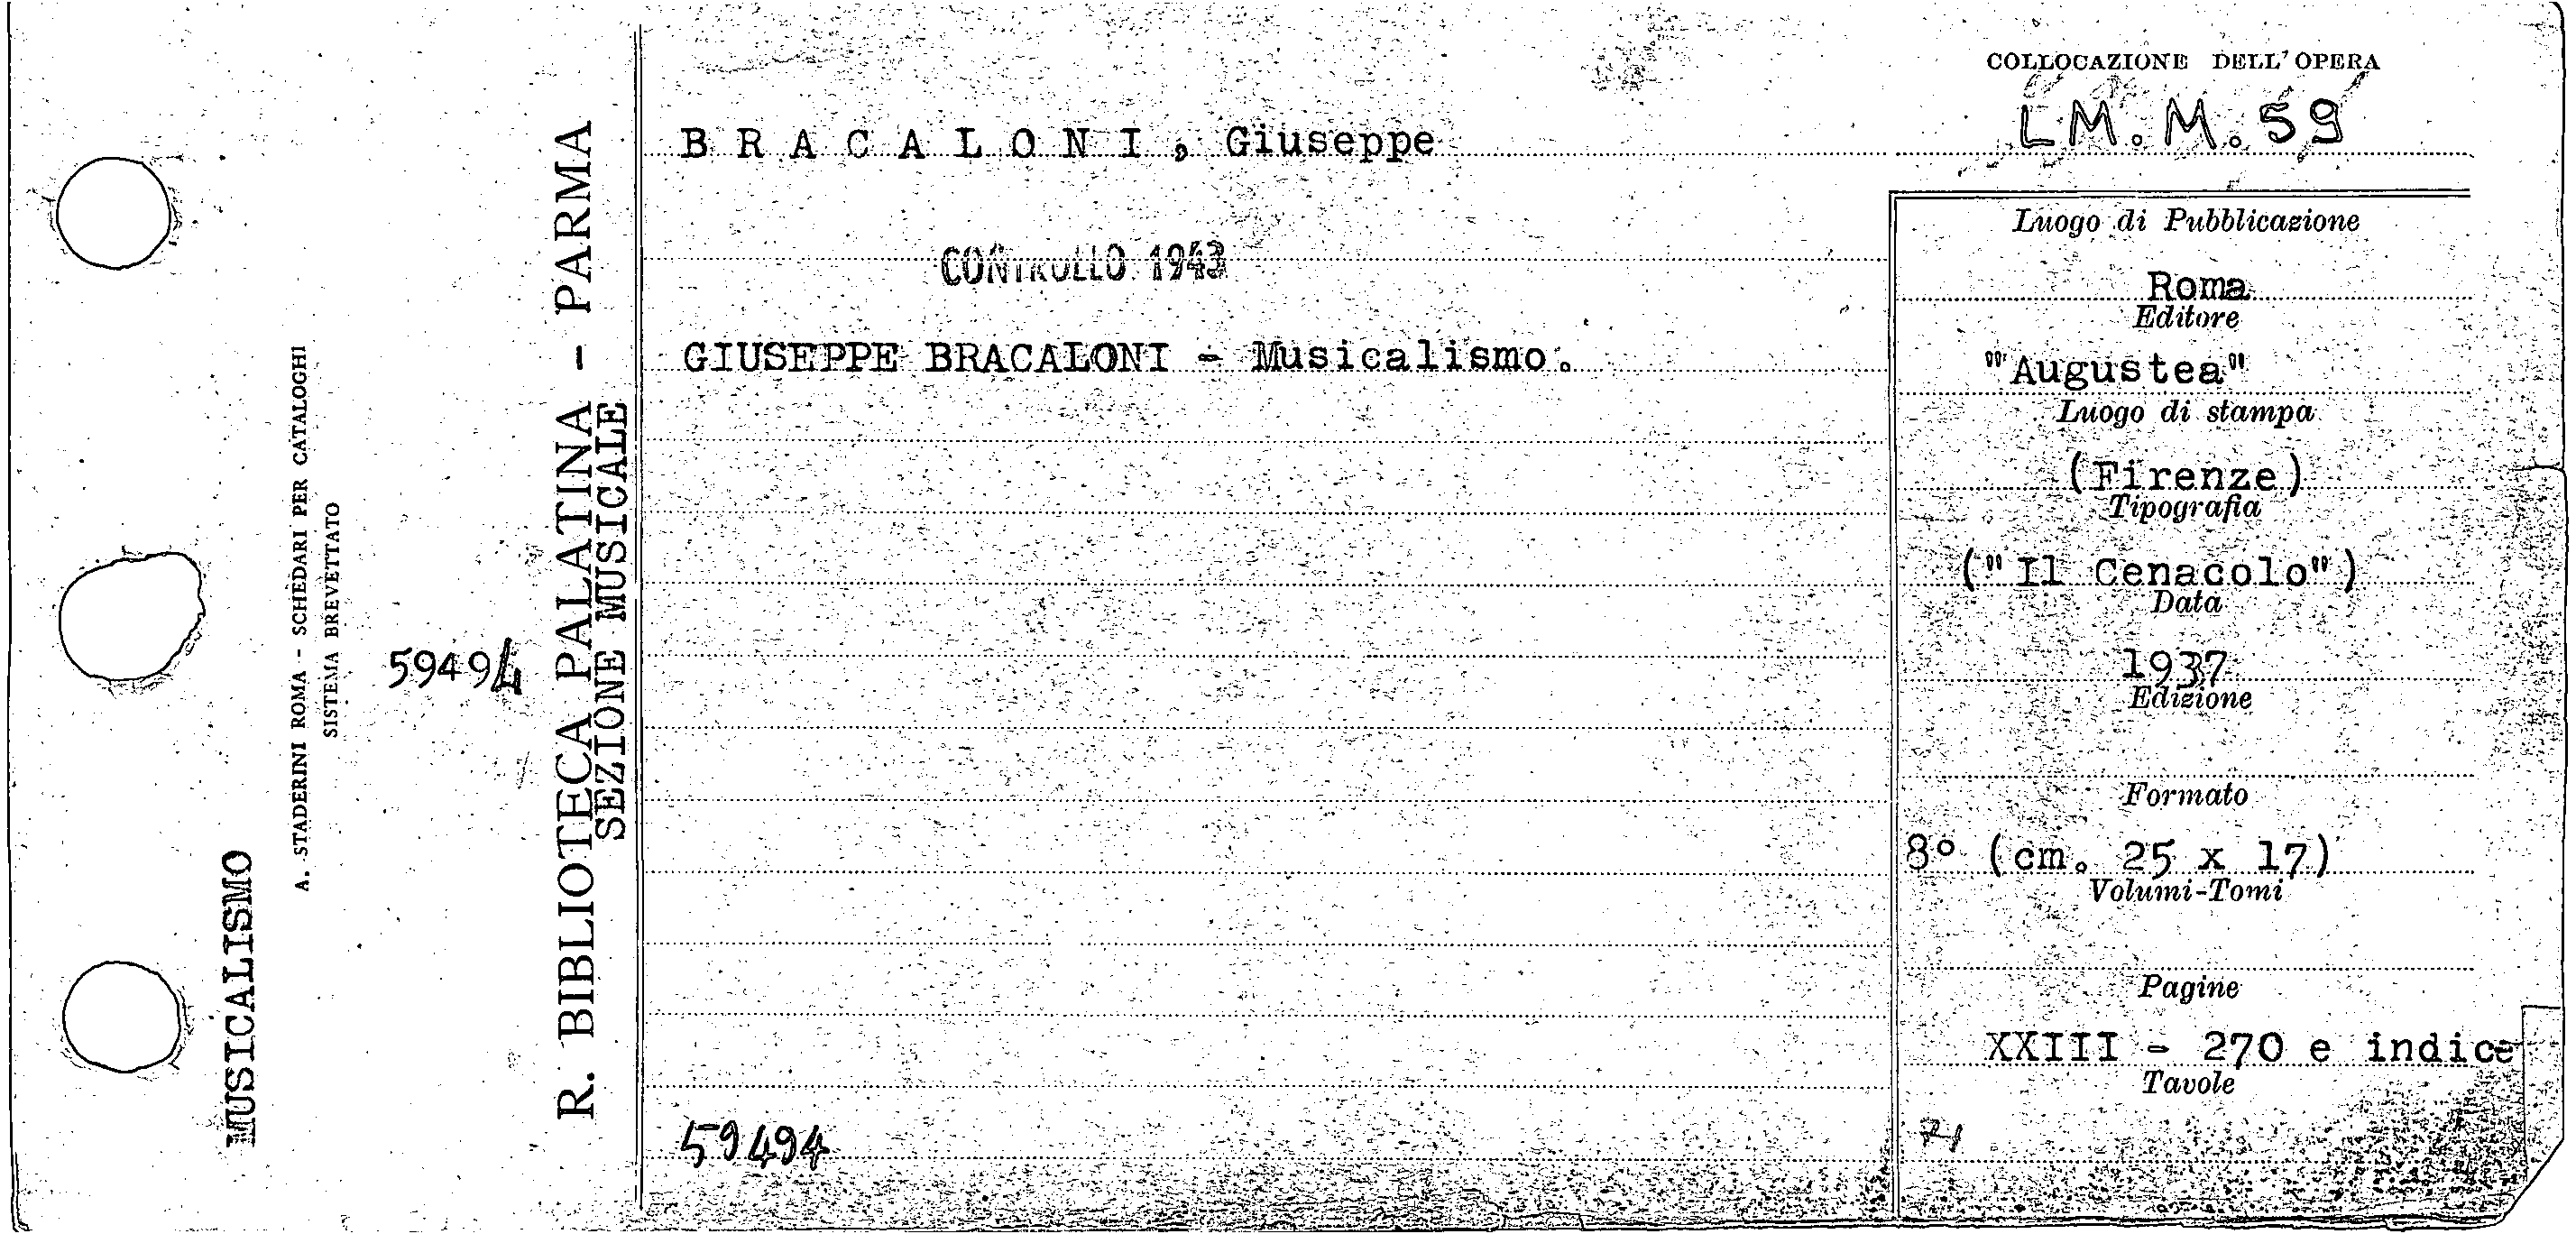 MUSICALISMO
A. STADERINI ROMA - SCHEDARI PER CATALOGHI
SISTEMA BREVETTATO
59494
R. BIBLIOTECA PALATINA - PARMA
SEZIONE MUSICALE
BRACALONI, Giuseppe
CONTROLLO 1943
GIUSEPPE BRACALONI - Musicalismo.
59494
COLLOCAZIONE DELL'OPERA
LM.M.59
Luogo di Pubblicazione
Roma
Editore
"Augustea"
Luogo di stampa
(Firenze)
Tipografia
("Il Cenacolo")
Data
1937
Edizione
Formato
8° (cm. 25 x 17)
Volumi-Tomi
Pagine
XXIII - 270 e indice
Tavole